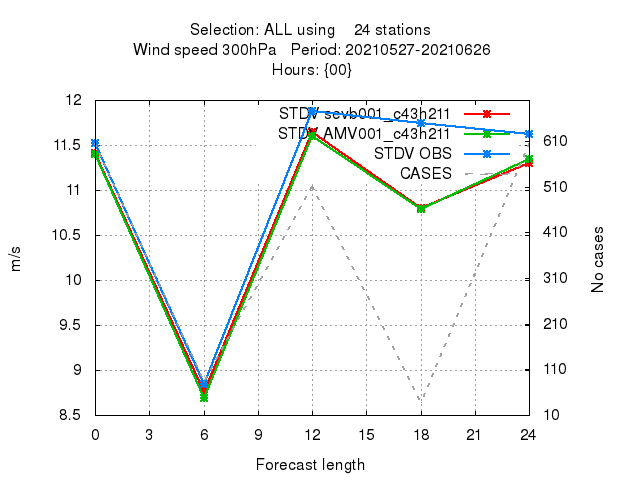 Selection: ALL using    24 stations
Wind speed 300hPa   Period: 20210527-20210626
Hours: {00}
STDV sevb001_c43h211
STDV AMV001_c43h211
STDV OBS
CASES
12
11.5
11
10.5
10
9.5
9
8.5
m/s
610
510
410
310
210
110
10
No cases
0 3 6 9 12 15 18 21 24
Forecast length